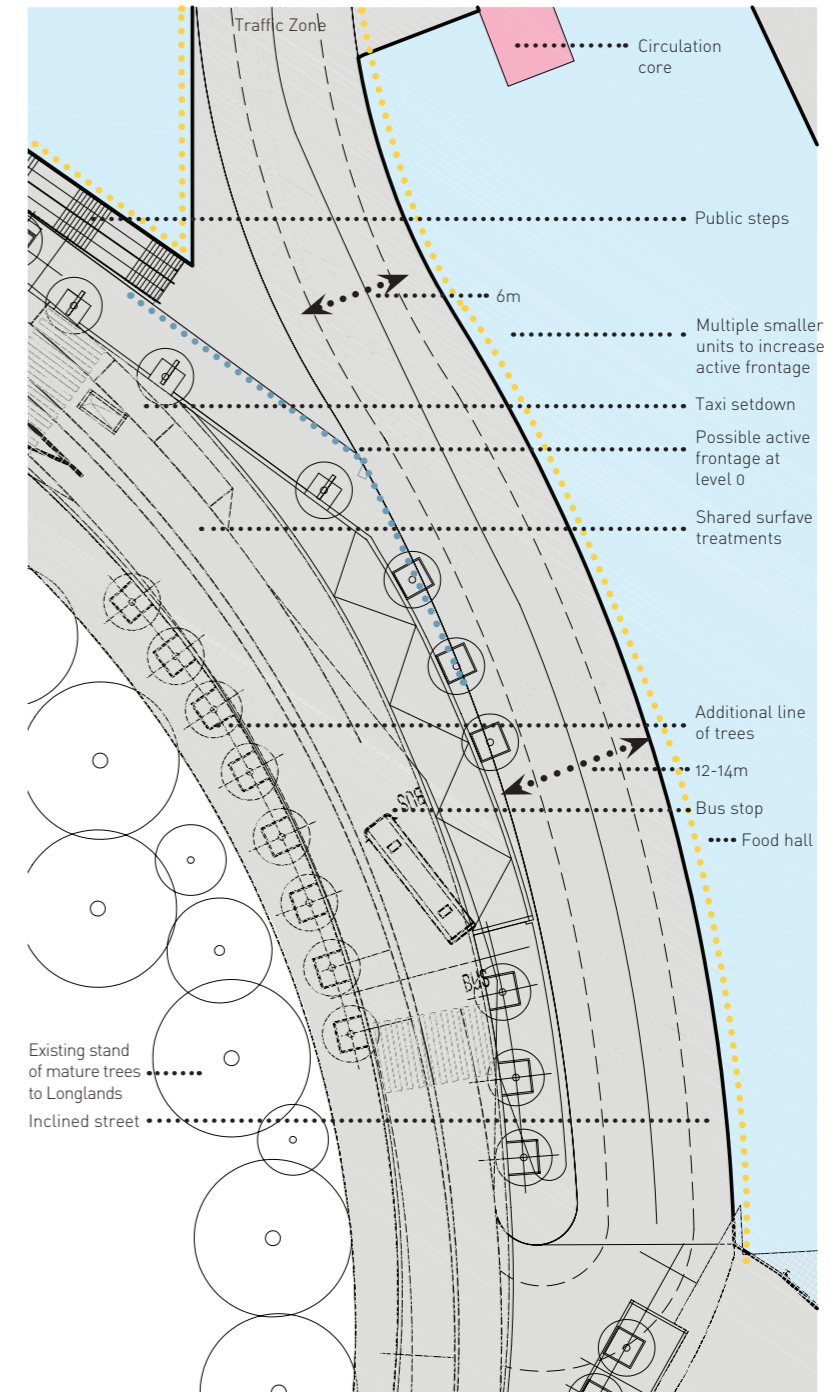 Traffic Zone
Circulation
core
Public steps
6m
Multiple smaller
units to increase
active frontage
Taxi setdown
Possible active
frontage at
level 0
Shared surfave
treatments
Additional line
of trees
12-14m
BUS
Bus stop
Food hall
BUS
Existing stand
of mature trees
to Longlands
Inclined street